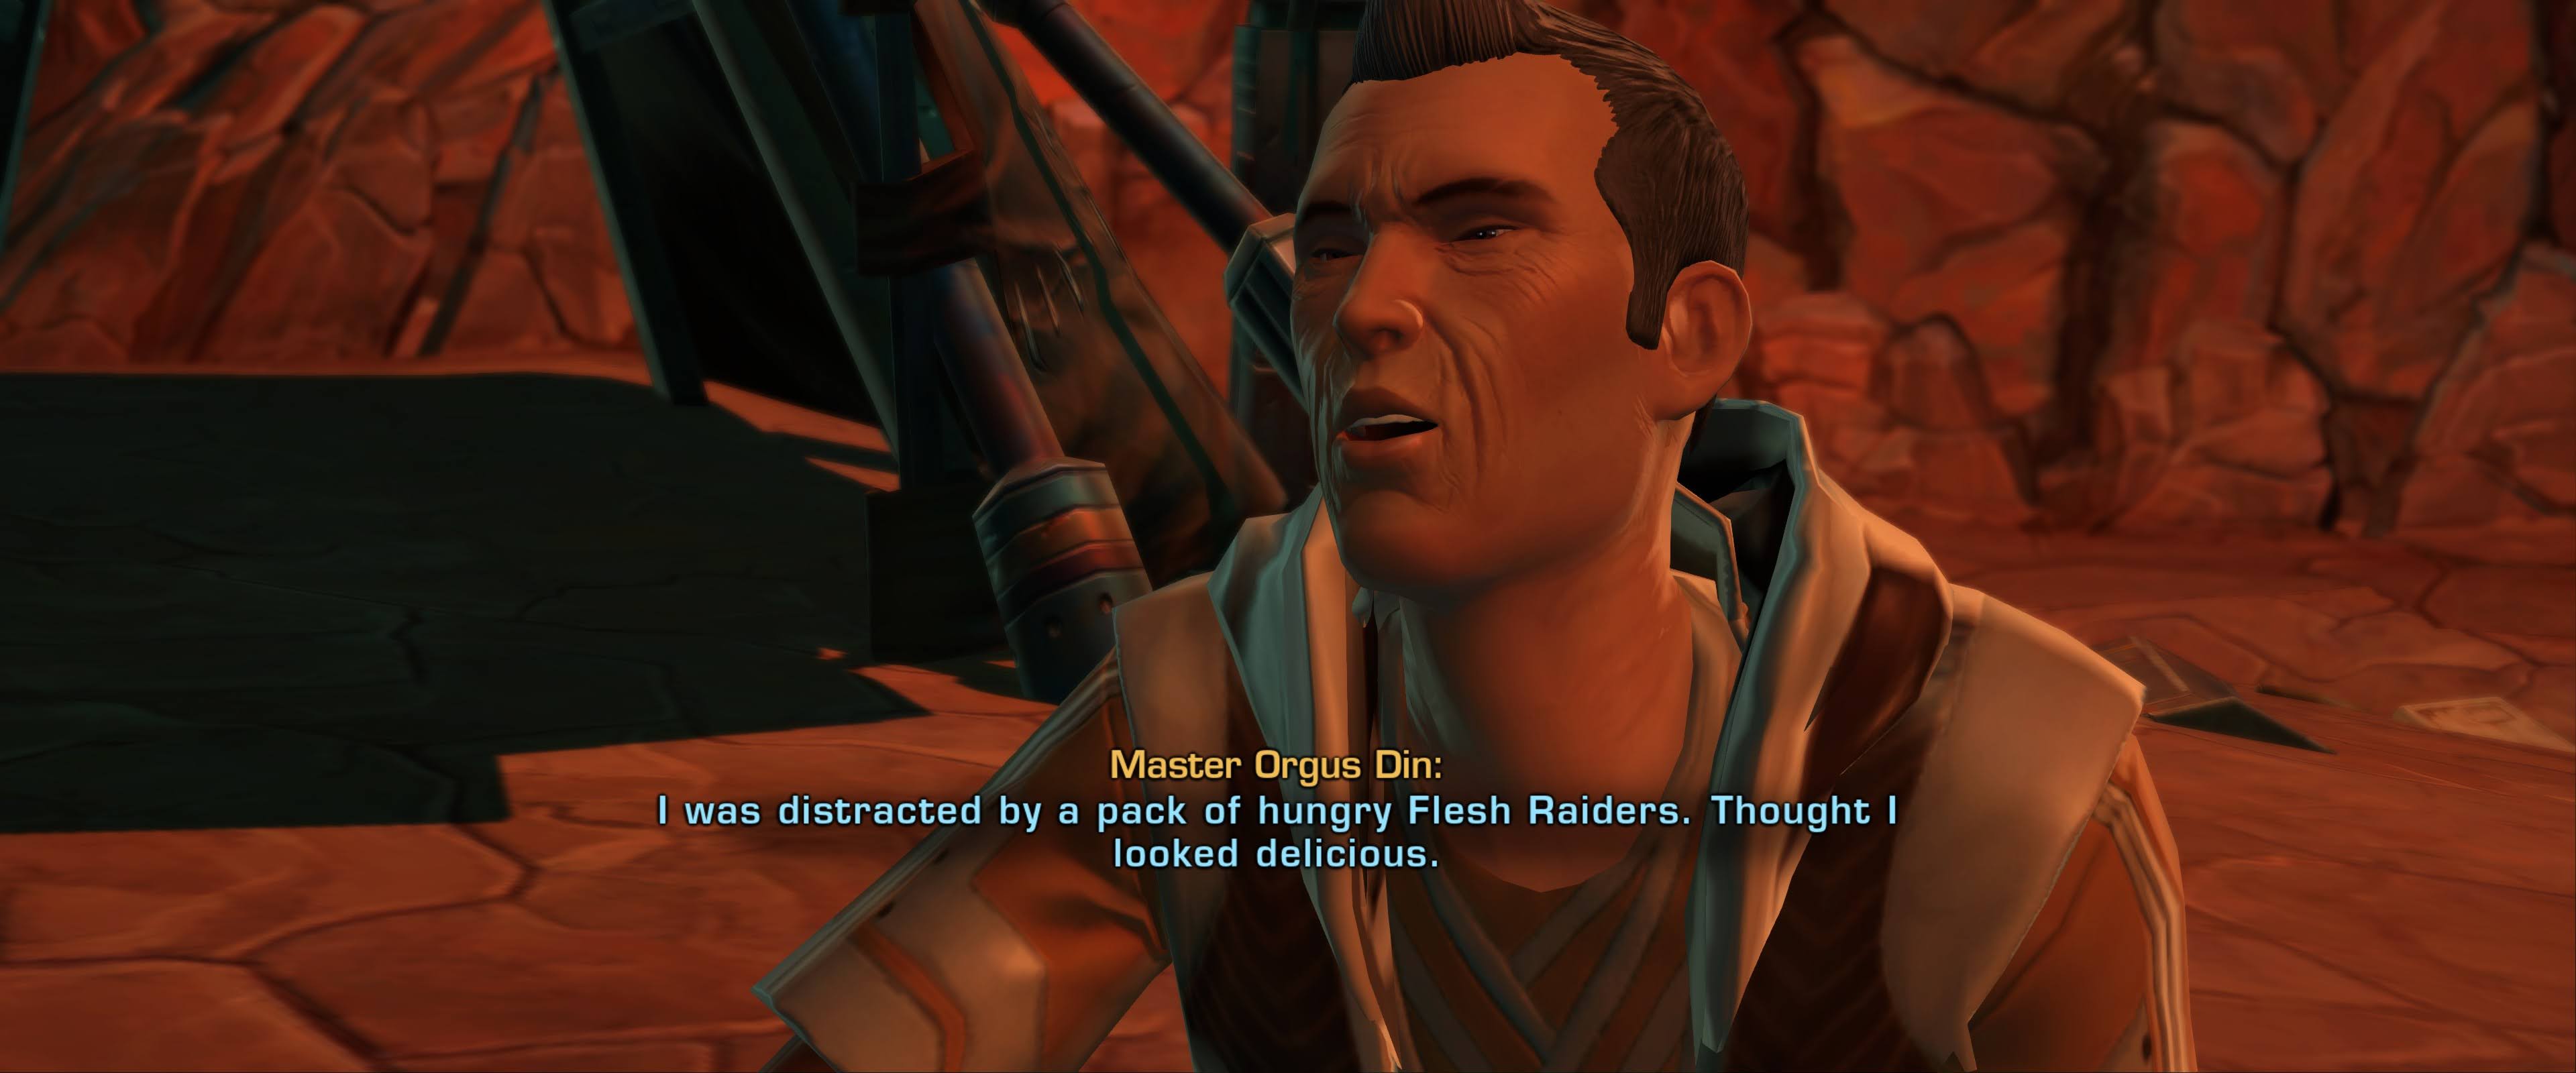 Master Orgus Din:
I was distracted by a pack of hungry Flesh Raiders. Thought I
looked delicious.